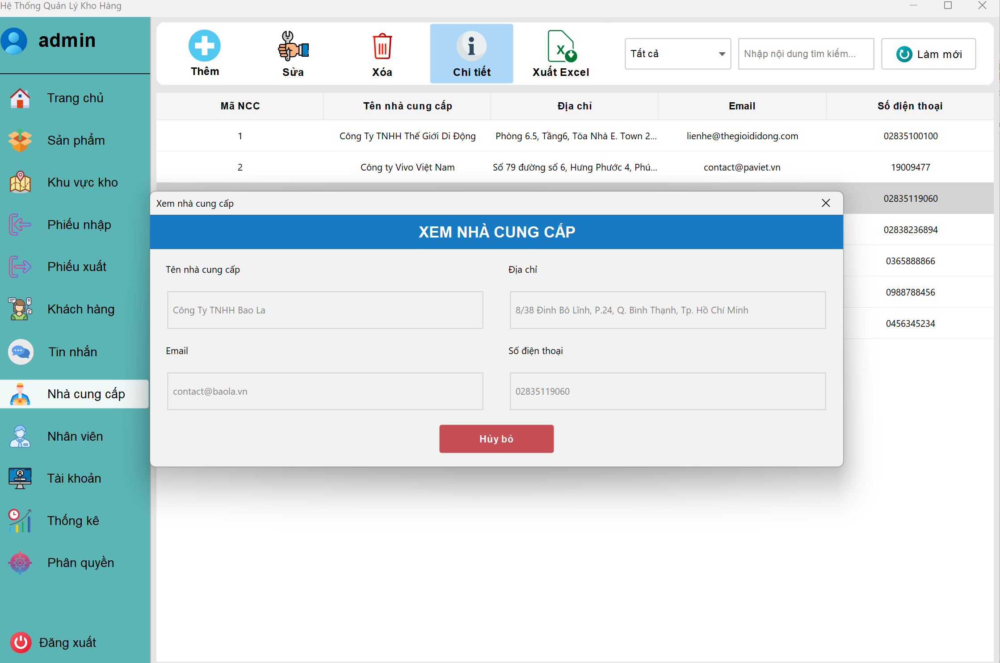 Hệ Thống Quản Lý Kho Hàng
admin
Trang chủ
Sản phẩm
Khu vực kho
Phiếu nhập
Phiếu xuất
Khách hàng
Tin nhắn
Nhà cung cấp
Nhân viên
Tài khoản
Thống kê
Phân quyền
Đăng xuất
Thêm
Sửa
Xóa
Chi tiết
Xuất Excel
Tất cả
Nhập nội dung tìm kiếm...
Làm mới
Mã NCC Tên nhà cung cấp Địa chỉ Email Số điện thoại
1 Công Ty TNHH Thế Giới Di Động Phòng 6.5, Tầng6, Tòa Nhà E. Town 2... lienhe@thegioididong.com 02835100100
2 Công ty Vivo Việt Nam Số 79 đường số 6, Hưng Phước 4, Phú... contact@paviet.vn 19009477
02835119060
02838236894
0365888866
0988788456
0456345234
Xem nhà cung cấp
XEM NHÀ CUNG CẤP
Tên nhà cung cấp
Công Ty TNHH Bao La
Địa chỉ
8/38 Đinh Bô Lĩnh, P.24, Q. Bình Thạnh, Tp. Hồ Chí Minh
Email
contact@baola.vn
Số điện thoại
02835119060
Hủy bỏ